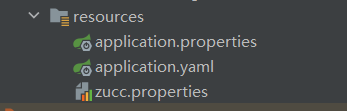 resources
application.properties
application.yaml
zucc.properties